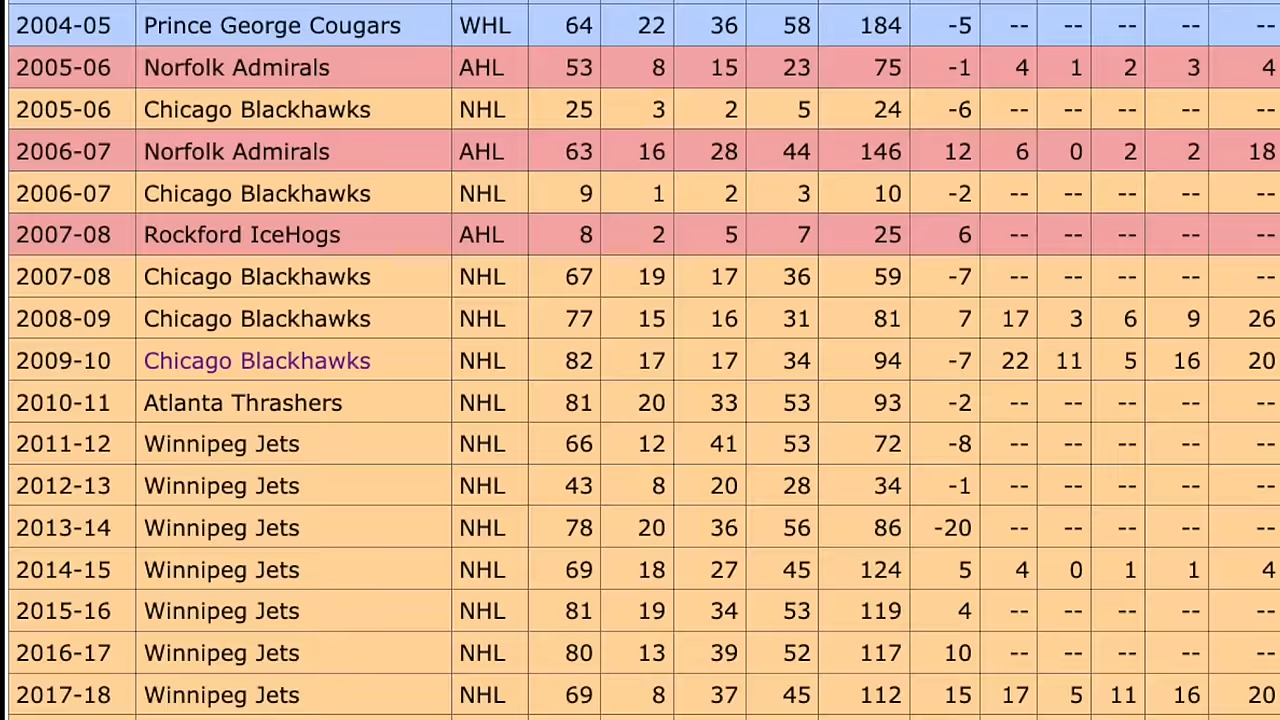 2004-05 Prince George Cougars WHL 64 22 36 58 184 -5 -- -- -- -- --
2005-06 Norfolk Admirals AHL 53 8 15 23 75 -1 4 1 2 3 4
2005-06 Chicago Blackhawks NHL 25 3 2 5 24 -6 -- -- -- -- --
2006-07 Norfolk Admirals AHL 63 16 28 44 146 12 6 0 2 2 18
2006-07 Chicago Blackhawks NHL 9 1 2 3 10 -2 -- -- -- -- --
2007-08 Rockford IceHogs AHL 8 2 5 7 25 6 -- -- -- -- --
2007-08 Chicago Blackhawks NHL 67 19 17 36 59 -7 -- -- -- -- --
2008-09 Chicago Blackhawks NHL 77 15 16 31 81 7 17 3 6 9 26
2009-10 Chicago Blackhawks NHL 82 17 17 34 94 -7 22 11 5 16 20
2010-11 Atlanta Thrashers NHL 81 20 33 53 93 -2 -- -- -- -- --
2011-12 Winnipeg Jets NHL 66 12 41 53 72 -8 -- -- -- -- --
2012-13 Winnipeg Jets NHL 43 8 20 28 34 -1 -- -- -- -- --
2013-14 Winnipeg Jets NHL 78 20 36 56 86 -20 -- -- -- -- --
2014-15 Winnipeg Jets NHL 69 18 27 45 124 5 4 0 1 1 4
2015-16 Winnipeg Jets NHL 81 19 34 53 119 4 -- -- -- -- --
2016-17 Winnipeg Jets NHL 80 13 39 52 117 10 -- -- -- -- --
2017-18 Winnipeg Jets NHL 69 8 37 45 112 15 17 5 11 16 20